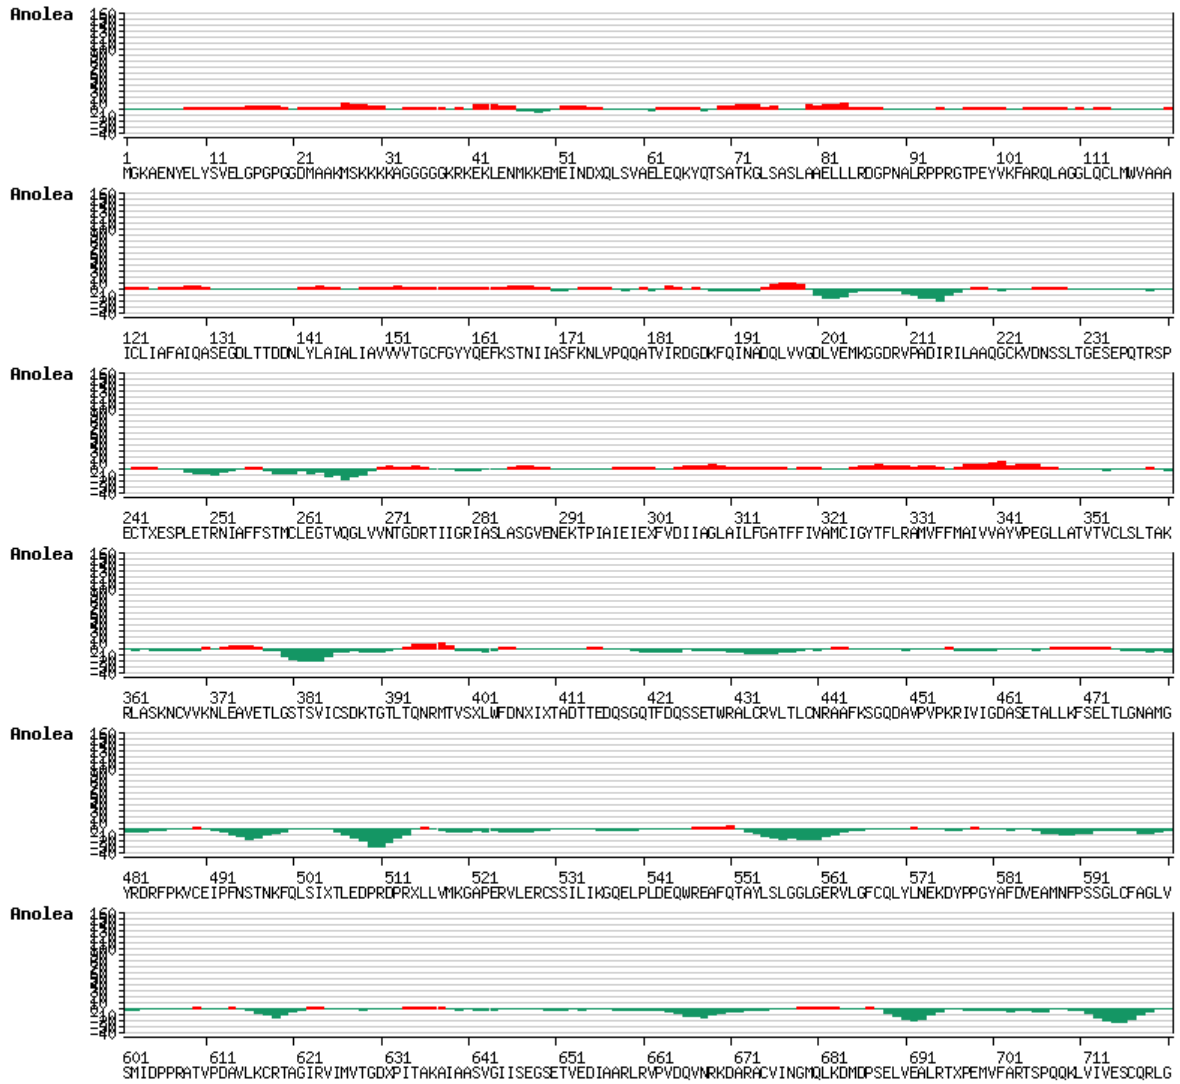 Anolea
1 11 21 31 41 51 61 71 81 91 101 111
MGKAENYELYSVELGPGPGGDMAAKMSKKKKAGGGGGKRKEKLENMKKEMEINDXQLSVAELEQKYQTSATKGLSASLAAELLLRDGPNALRPPRGTPEYVKFARQLAGGLQCLMWVAAA
Anolea
121 131 141 151 161 171 181 191 201 211 221 231
ICLIAFAIQASEGDLTTDDNLYLAIALIAVVVVTGCFGYYQEFKSTNIIASFKNLVPQQATVIRDGDKFQINADQLVVGDLVEMKGGDRVPADIRILAAQGCKVDNSSLTGESEPQTRSP
Anolea
241 251 261 271 281 291 301 311 321 331 341 351
ECTXESPLETRNIAFFSTMCLEGTVQGLVVNTGDRTIIGRIASLASGVENEKTPIAIEIEXFVDIIAGLAILFGATFFIVAMCIGYTFLRAMVFFMAIVVAYVPEGLLATVTVCLSLTAK
Anolea
361 371 381 391 401 411 421 431 441 451 461 471
RLASKNCVVKNLEAVETLGSTSVICSDKTGTLTQNRMTVSXLWFDNXIXTADTTEDQSGQTFDQSSETWRALCRVLTLCNRAAFKSGQDAVPVPKRIVIGDASETALLKFSELTLGNAMG
Anolea
481 491 501 511 521 531 541 551 561 571 581 591
YRDRFPKVCEIPFNSTNKFQLSIXTLEDPRDPRXLLVMKGAPERVLERCSSILIKGQELPLDEQWREAFQTAYLSLGGLGERVLGFCQLYLNEKDYPPGYAFDVEAMNFPSSGLCFAGLV
Anolea
601 611 621 631 641 651 661 671 681 691 701 711
SMIDPPRATVPDAVLKCRTAGIRVIMVTGDXPITAKAIAASVGIISEGSETVEDIAARLRVPVDQVNRKDARACVINGMQLKDMDPSELVEALRTXPEMVFARTSPQQKLVIVESCQRLG